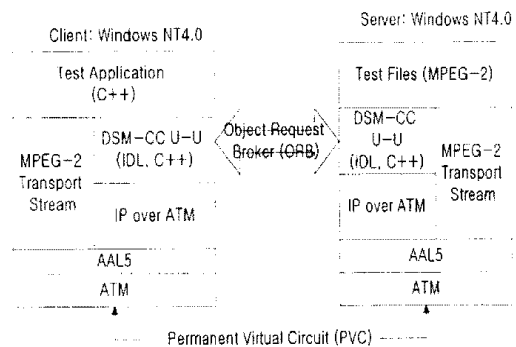 Client: Windows NT4.0
Test Application
(C++)
MPEG-2
Transport
Stream
DSM-CC U-U
(IDL, C++)
IP over ATM
AAL5
ATM
Object Request
Broker (ORB)
Server: Windows NT4.0
Test Files (MPEG-2)
DSM-CC
U-U
(IDL, C++)
IP over ATM
MPEG-2
Transport
Stream
AAL5
ATM
Permanent Virtual Circuit (PVC)